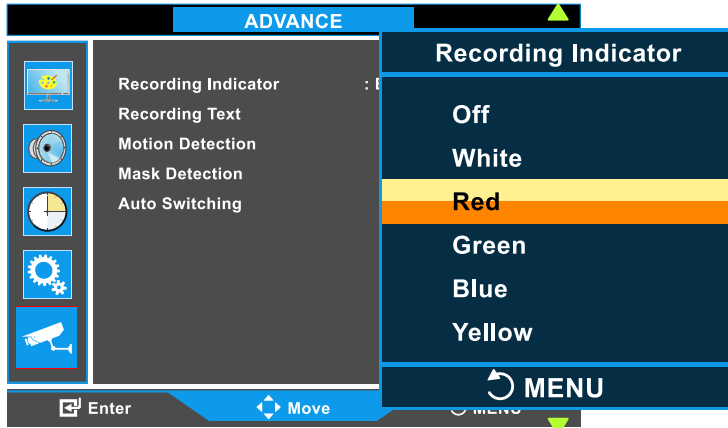 ADVANCE
Recording Indicator :
Recording Text
Motion Detection
Mask Detection
Auto Switching
Enter
Move
MENU
Recording Indicator
Off
White
Red
Green
Blue
Yellow
MENU